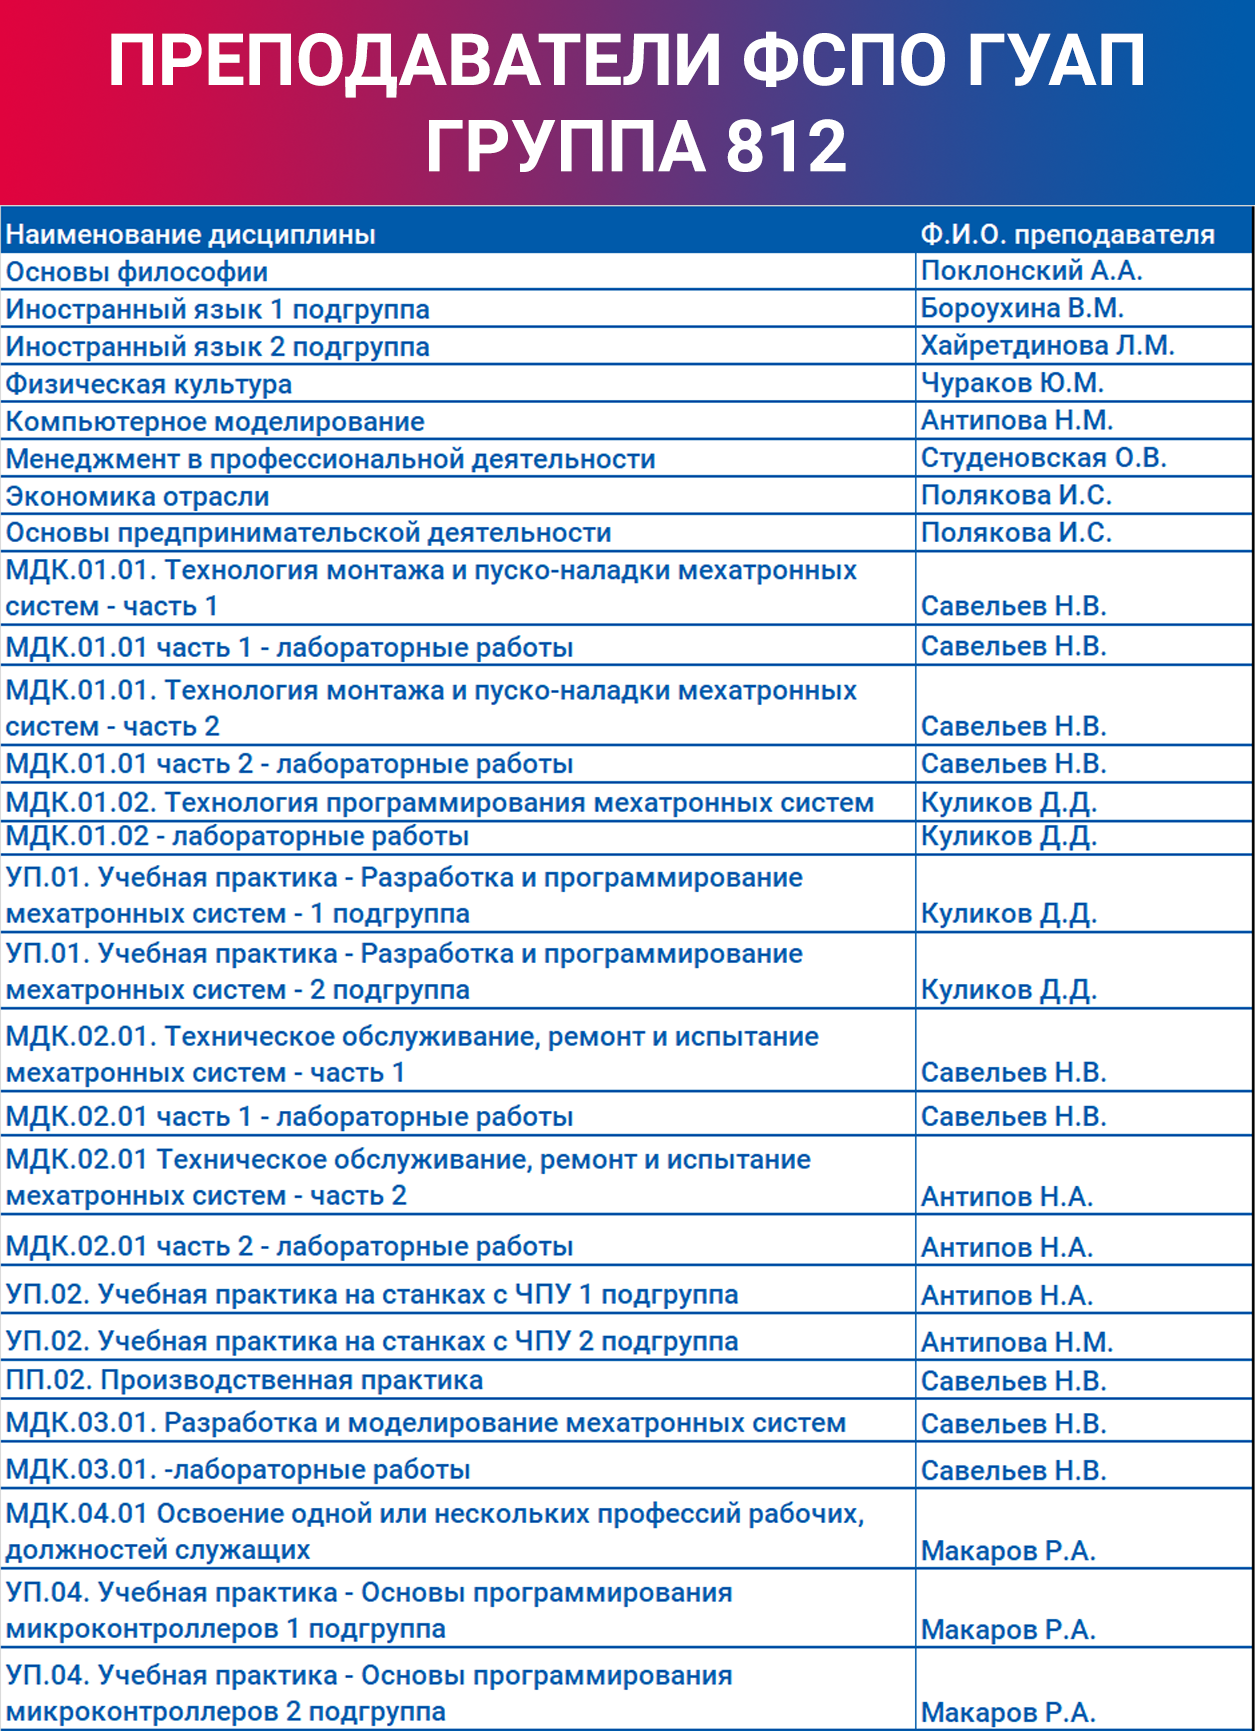 ПРЕПОДАВАТЕЛИ ФСПО ГУАП
ГРУППА 812
Наименование дисциплины Ф.И.О. преподавателя
Основы философии Поклонский А.А.
Иностранный язык 1 подгруппа Бороухина В.М.
Иностранный язык 2 подгруппа Хайретдинова Л.М.
Физическая культура Чураков Ю.М.
Компьютерное моделирование Антипова Н.М.
Менеджмент в профессиональной деятельности Студеновская О.В.
Экономика отрасли Полякова И.С.
Основы предпринимательской деятельности Полякова И.С.
МДК.01.01. Технология монтажа и пуско-наладки мехатронных
систем - часть 1 Савельев Н.В.
МДК.01.01 часть 1 - лабораторные работы Савельев Н.В.
МДК.01.01. Технология монтажа и пуско-наладки мехатронных
систем - часть 2 Савельев Н.В.
МДК.01.01 часть 2 - лабораторные работы Савельев Н.В.
МДК.01.02. Технология программирования мехатронных систем Куликов Д.Д.
МДК.01.02 - лабораторные работы Куликов Д.Д.
УП.01. Учебная практика - Разработка и программирование
мехатронных систем - 1 подгруппа Куликов Д.Д.
УП.01. Учебная практика - Разработка и программирование
мехатронных систем - 2 подгруппа Куликов Д.Д.
МДК.02.01. Техническое обслуживание, ремонт и испытание
мехатронных систем - часть 1 Савельев Н.В.
МДК.02.01 часть 1 - лабораторные работы Савельев Н.В.
МДК.02.01 Техническое обслуживание, ремонт и испытание
мехатронных систем - часть 2 Антипов Н.А.
МДК.02.01 часть 2 - лабораторные работы Антипов Н.А.
УП.02. Учебная практика на станках с ЧПУ 1 подгруппа Антипов Н.А.
УП.02. Учебная практика на станках с ЧПУ 2 подгруппа Антипова Н.М.
ПП.02. Производственная практика Савельев Н.В.
МДК.03.01. Разработка и моделирование мехатронных систем Савельев Н.В.
МДК.03.01. -лабораторные работы Савельев Н.В.
МДК.04.01 Освоение одной или нескольких профессий рабочих,
должностей служащих Макаров Р.А.
УП.04. Учебная практика - Основы программирования
микроконтроллеров 1 подгруппа Макаров Р.А.
УП.04. Учебная практика - Основы программирования
микроконтроллеров 2 подгруппа Макаров Р.А.